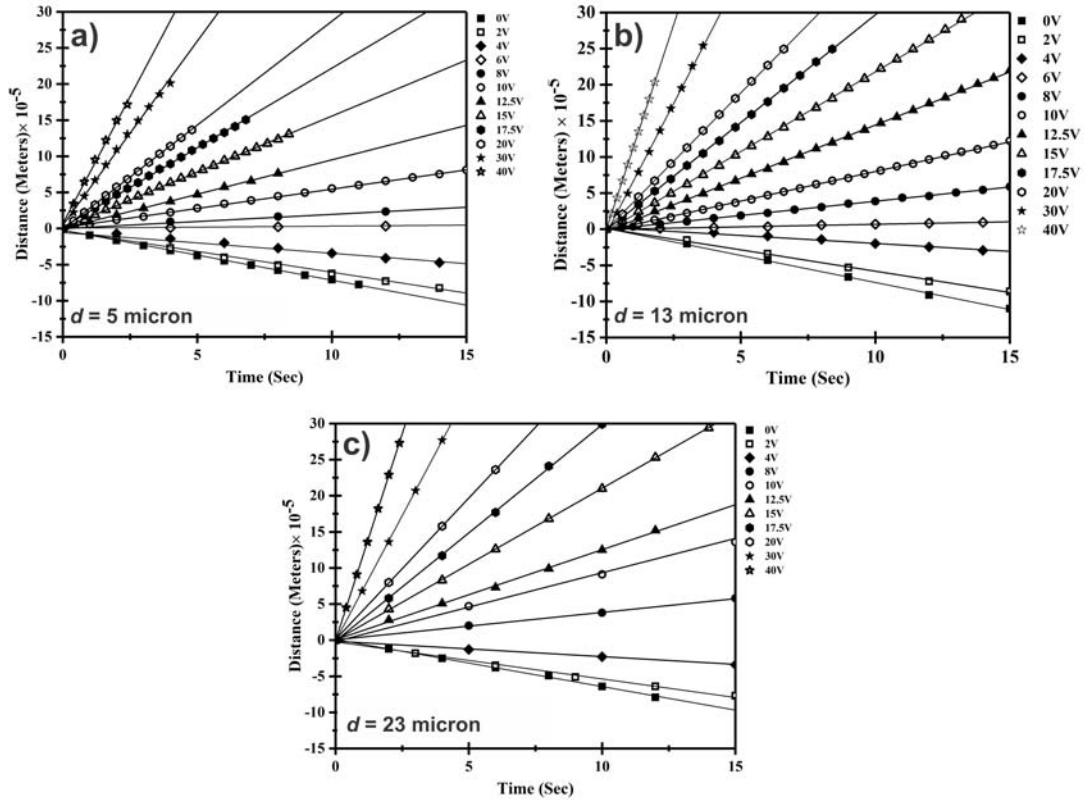 a)
30
25
20
15
10
5
0
-5
-10
-15
0
5
10
15
Distance (Meters)× 10⁻⁵
Time (Sec)
d = 5 micron
0V
2V
4V
6V
8V
10V
12.5V
15V
17.5V
20V
30V
40V
b)
30
25
20
15
10
5
0
-5
-10
-15
0
5
10
15
Distance (Meters) × 10⁻⁵
Time (Sec)
d = 13 micron
0V
2V
4V
6V
8V
10V
12.5V
15V
17.5V
20V
30V
40V
c)
30
25
20
15
10
5
0
-5
-10
-15
0
5
10
15
Distance (Meters)× 10⁻⁵
Time (Sec)
d = 23 micron
0V
2V
4V
8V
10V
12.5V
15V
17.5V
20V
30V
40V